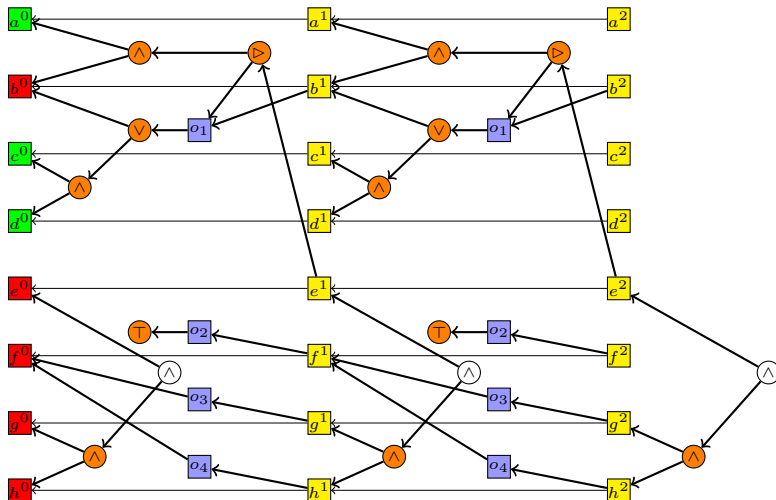 a⁰ a¹ a²
∧ ▷ ∧ ▷
b⁰ b¹ b²
∨ o₁ ∨ o₁
c⁰ c¹ c²
∧ ∧
d⁰ d¹ d²
e⁰ e¹ e²
⊤ o₂ ⊤ o₂
f⁰ f¹ f²
∧ ∧ ∧
o₃ o₃
g⁰ g¹ g²
∧ ∧ ∧
o₄ o₄
h⁰ h¹ h²